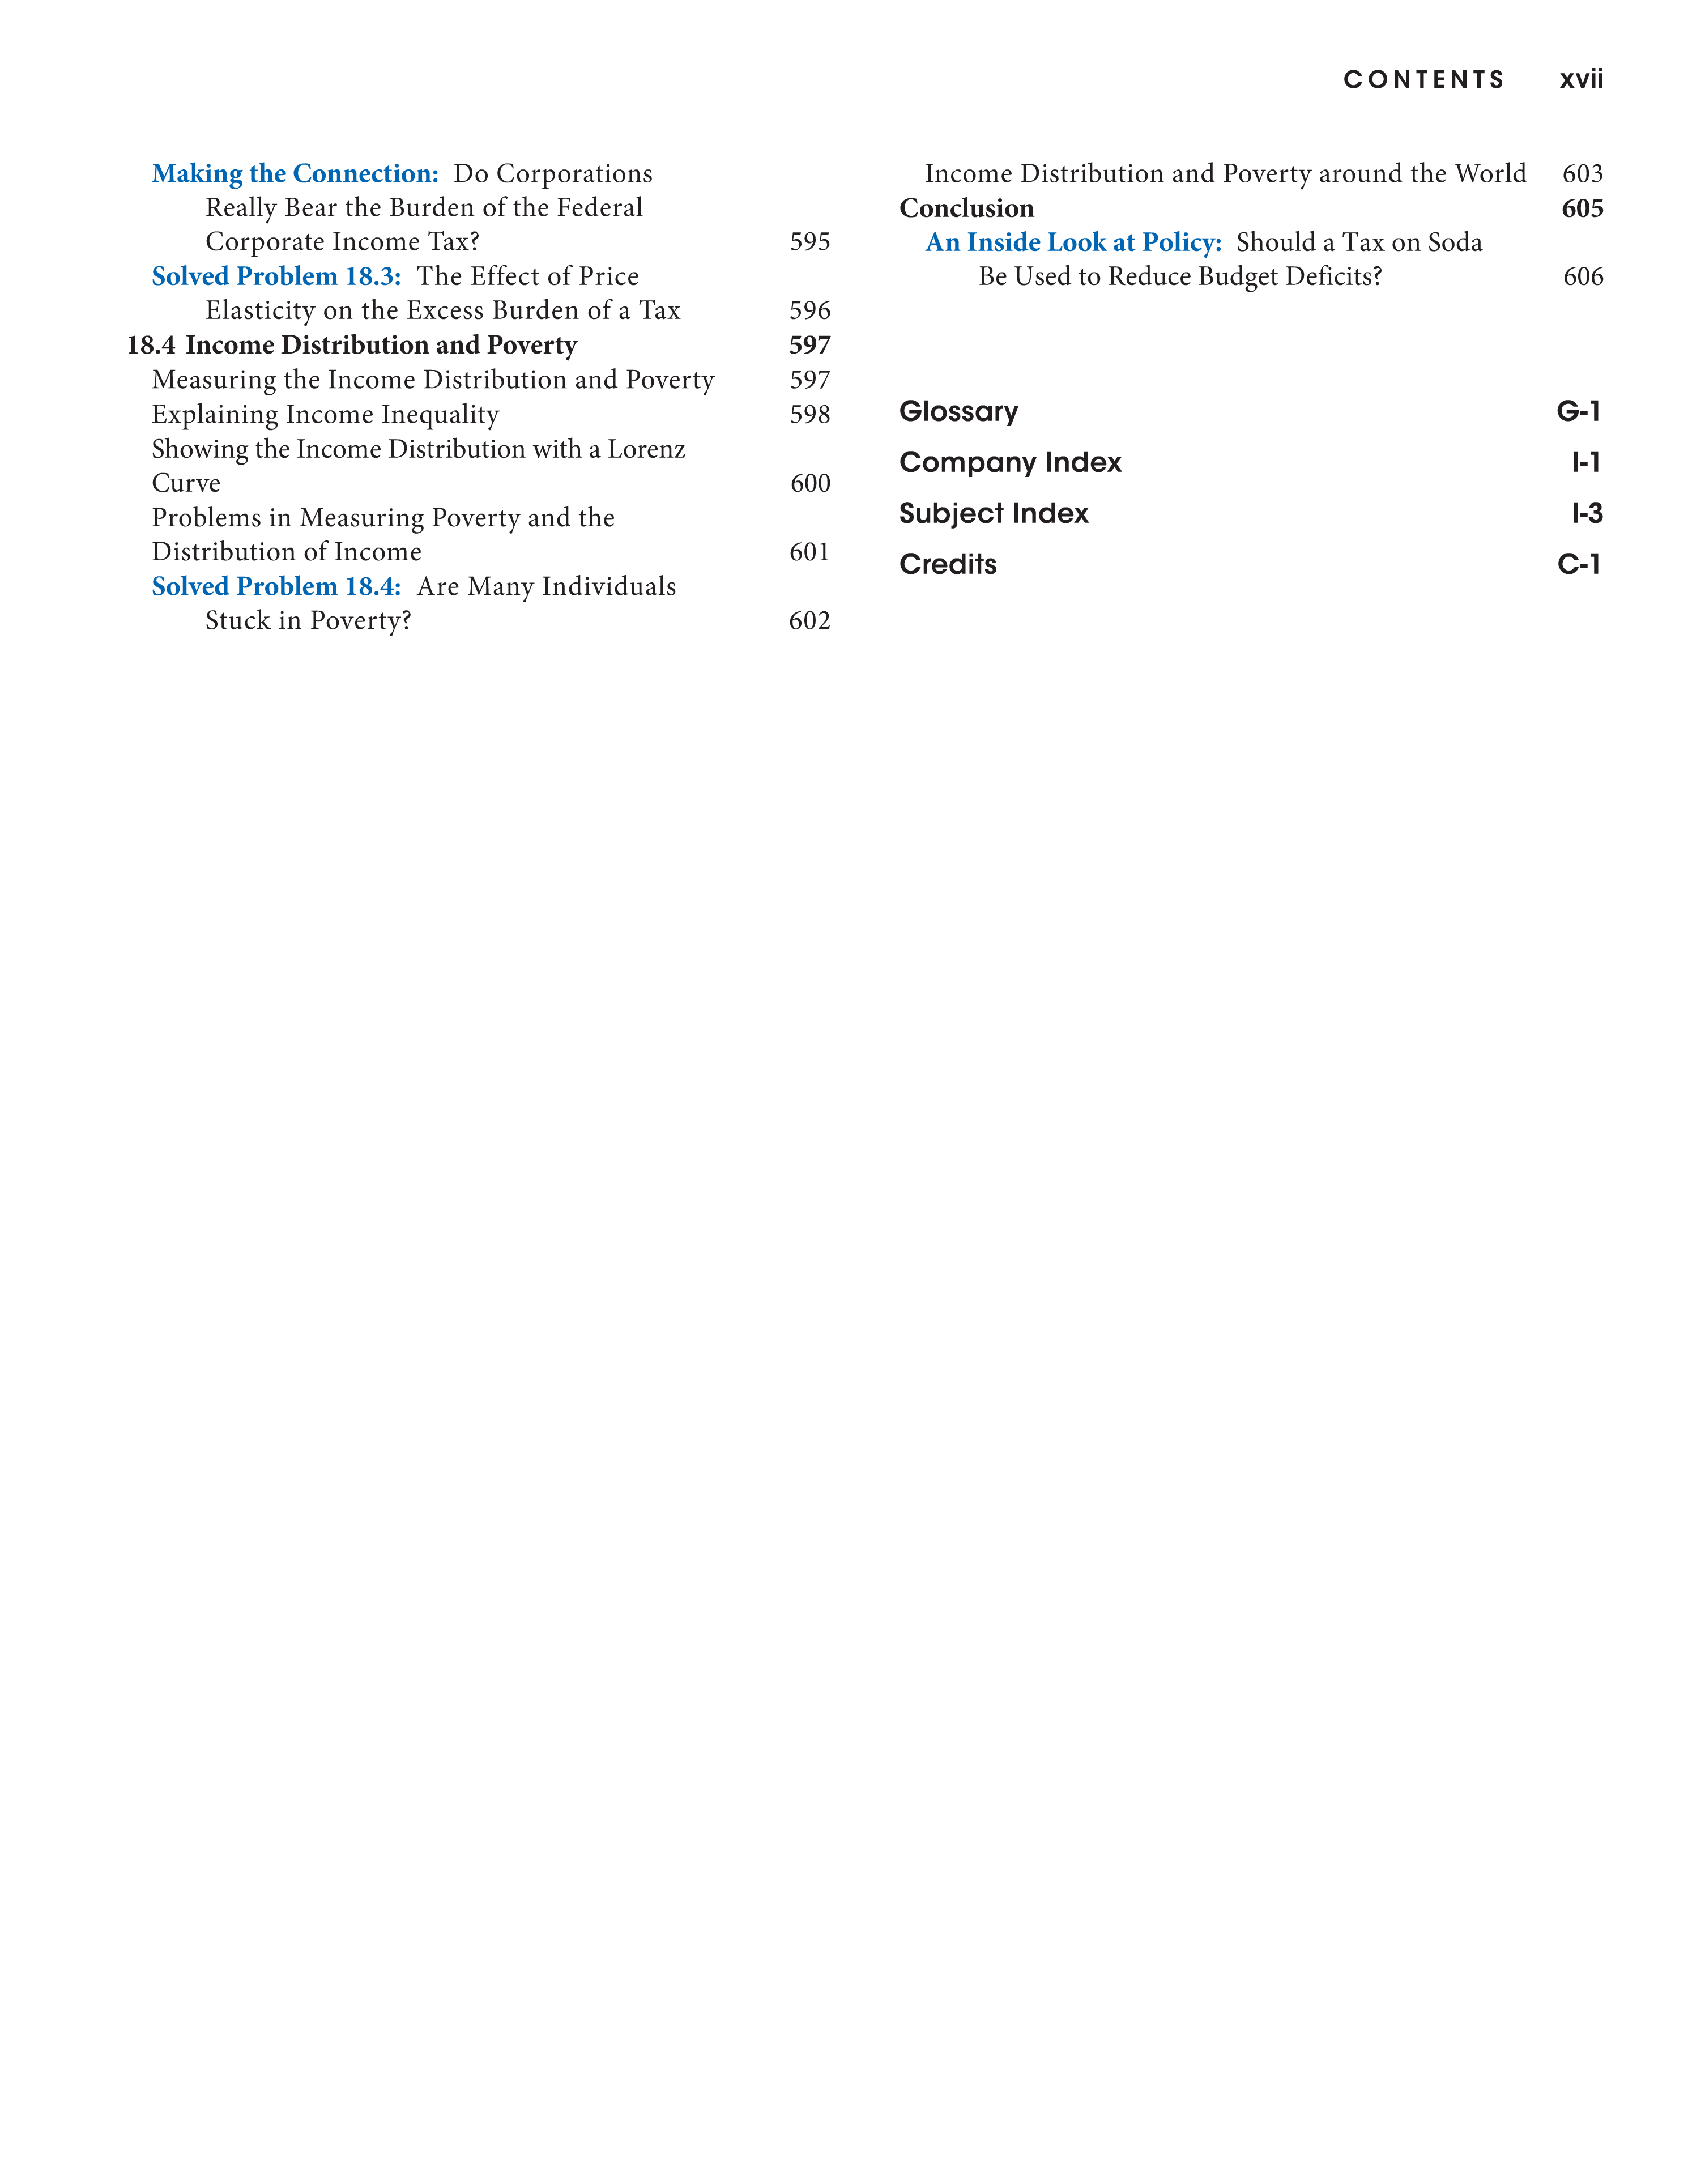 CONTENTS xvii
Making the Connection: Do Corporations
Really Bear the Burden of the Federal
Corporate Income Tax? 595
Solved Problem 18.3: The Effect of Price
Elasticity on the Excess Burden of a Tax 596
18.4 Income Distribution and Poverty 597
Measuring the Income Distribution and Poverty 597
Explaining Income Inequality 598
Showing the Income Distribution with a Lorenz
Curve 600
Problems in Measuring Poverty and the
Distribution of Income 601
Solved Problem 18.4: Are Many Individuals
Stuck in Poverty? 602
Income Distribution and Poverty around the World 603
Conclusion 605
An Inside Look at Policy: Should a Tax on Soda
Be Used to Reduce Budget Deficits? 606
Glossary G-1
Company Index I-1
Subject Index I-3
Credits C-1